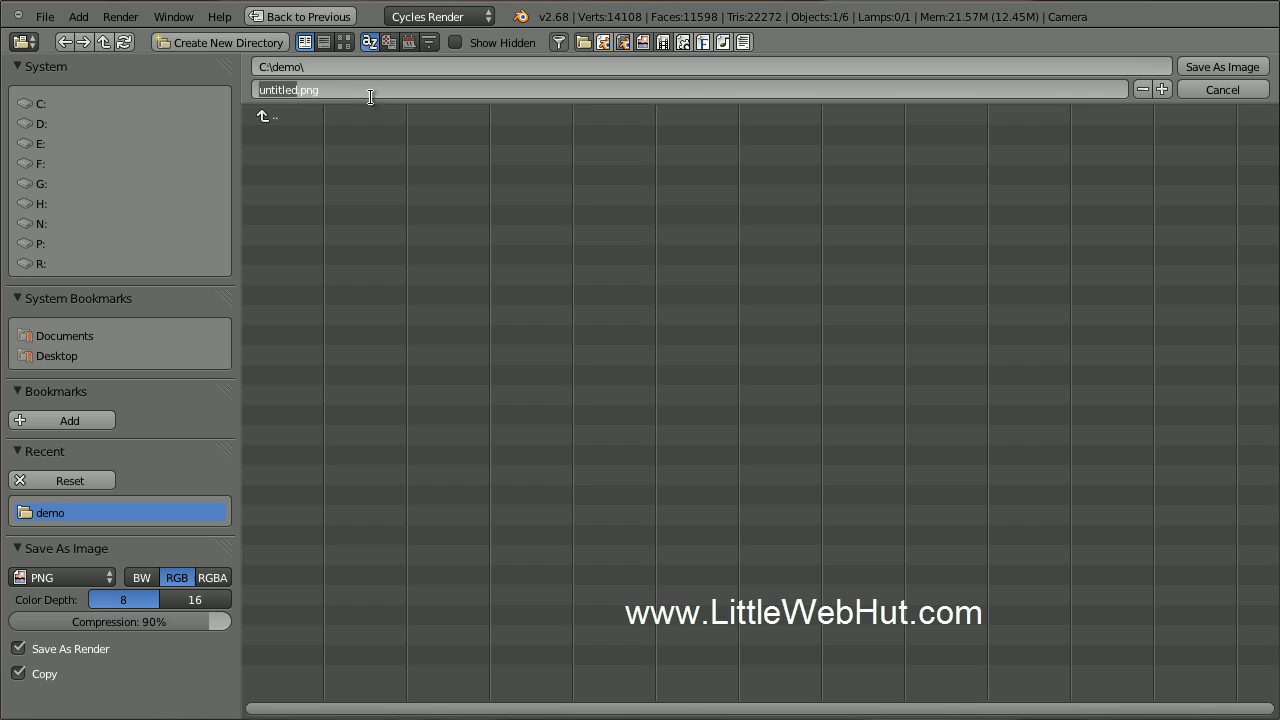 File Add Render Window Help Back to Previous Cycles Render v2.68 | Verts:14108 | Faces:11598 | Tris:22272 | Objects:1/6 | Lamps:0/1 | Mem:21.57M (12.45M) | Camera
Create New Directory Show Hidden
System
C:\demo\ Save As Image
untitled.png Cancel
..
C:
D:
E:
F:
G:
H:
N:
P:
R:
System Bookmarks
Documents
Desktop
Bookmarks
Add
Recent
Reset
demo
Save As Image
PNG BW RGB RGBA
Color Depth: 8 16
Compression: 90%
Save As Render
Copy
www.LittleWebHut.com